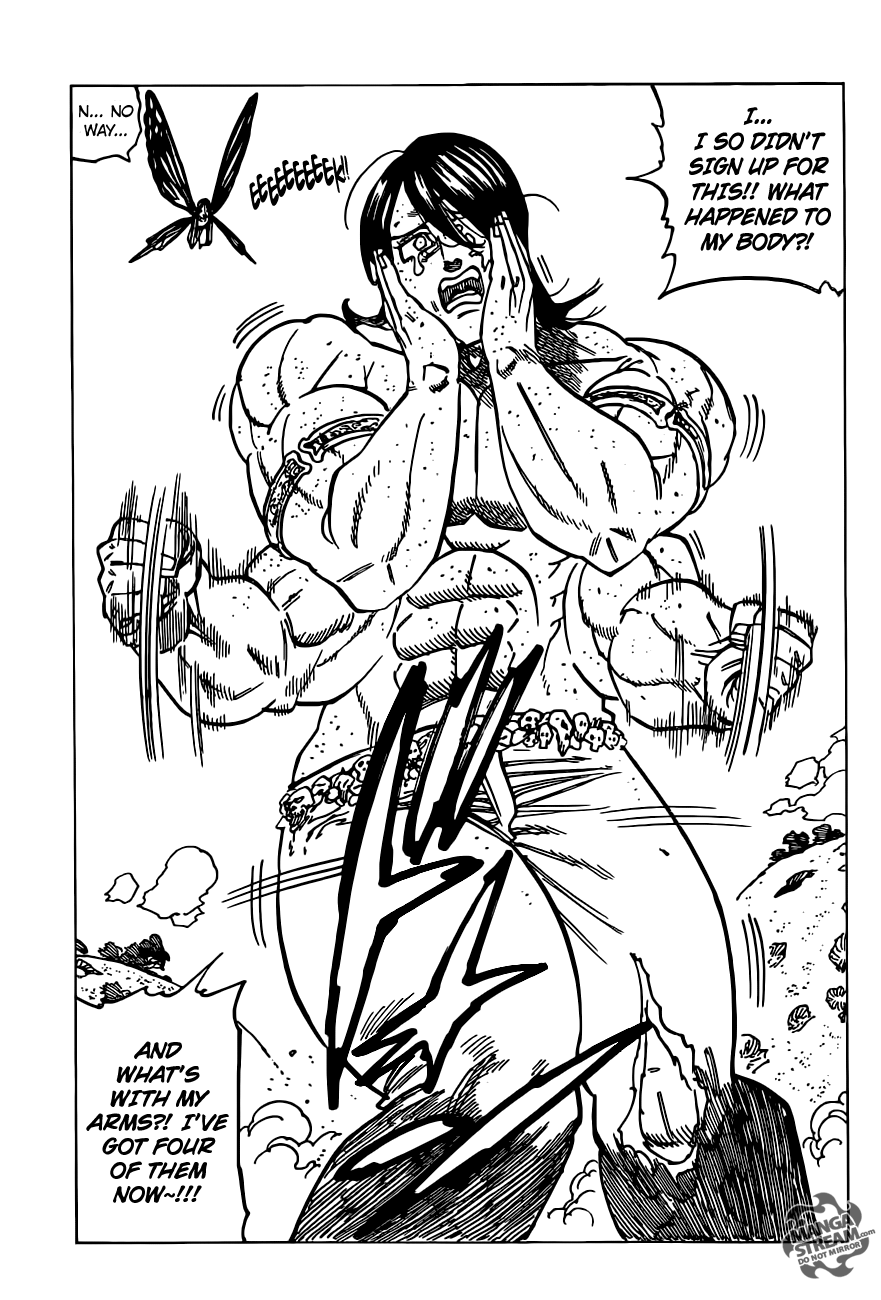 N... NO
WAY...
EEEEEEEEEK!!
I...
I SO DIDN'T
SIGN UP FOR
THIS!! WHAT
HAPPENED TO
MY BODY?!
AND
WHAT'S
WITH MY
ARMS?! I'VE
GOT FOUR
OF THEM
NOW~!!!
MANGA
STREAM.com
DO NOT MIRROR